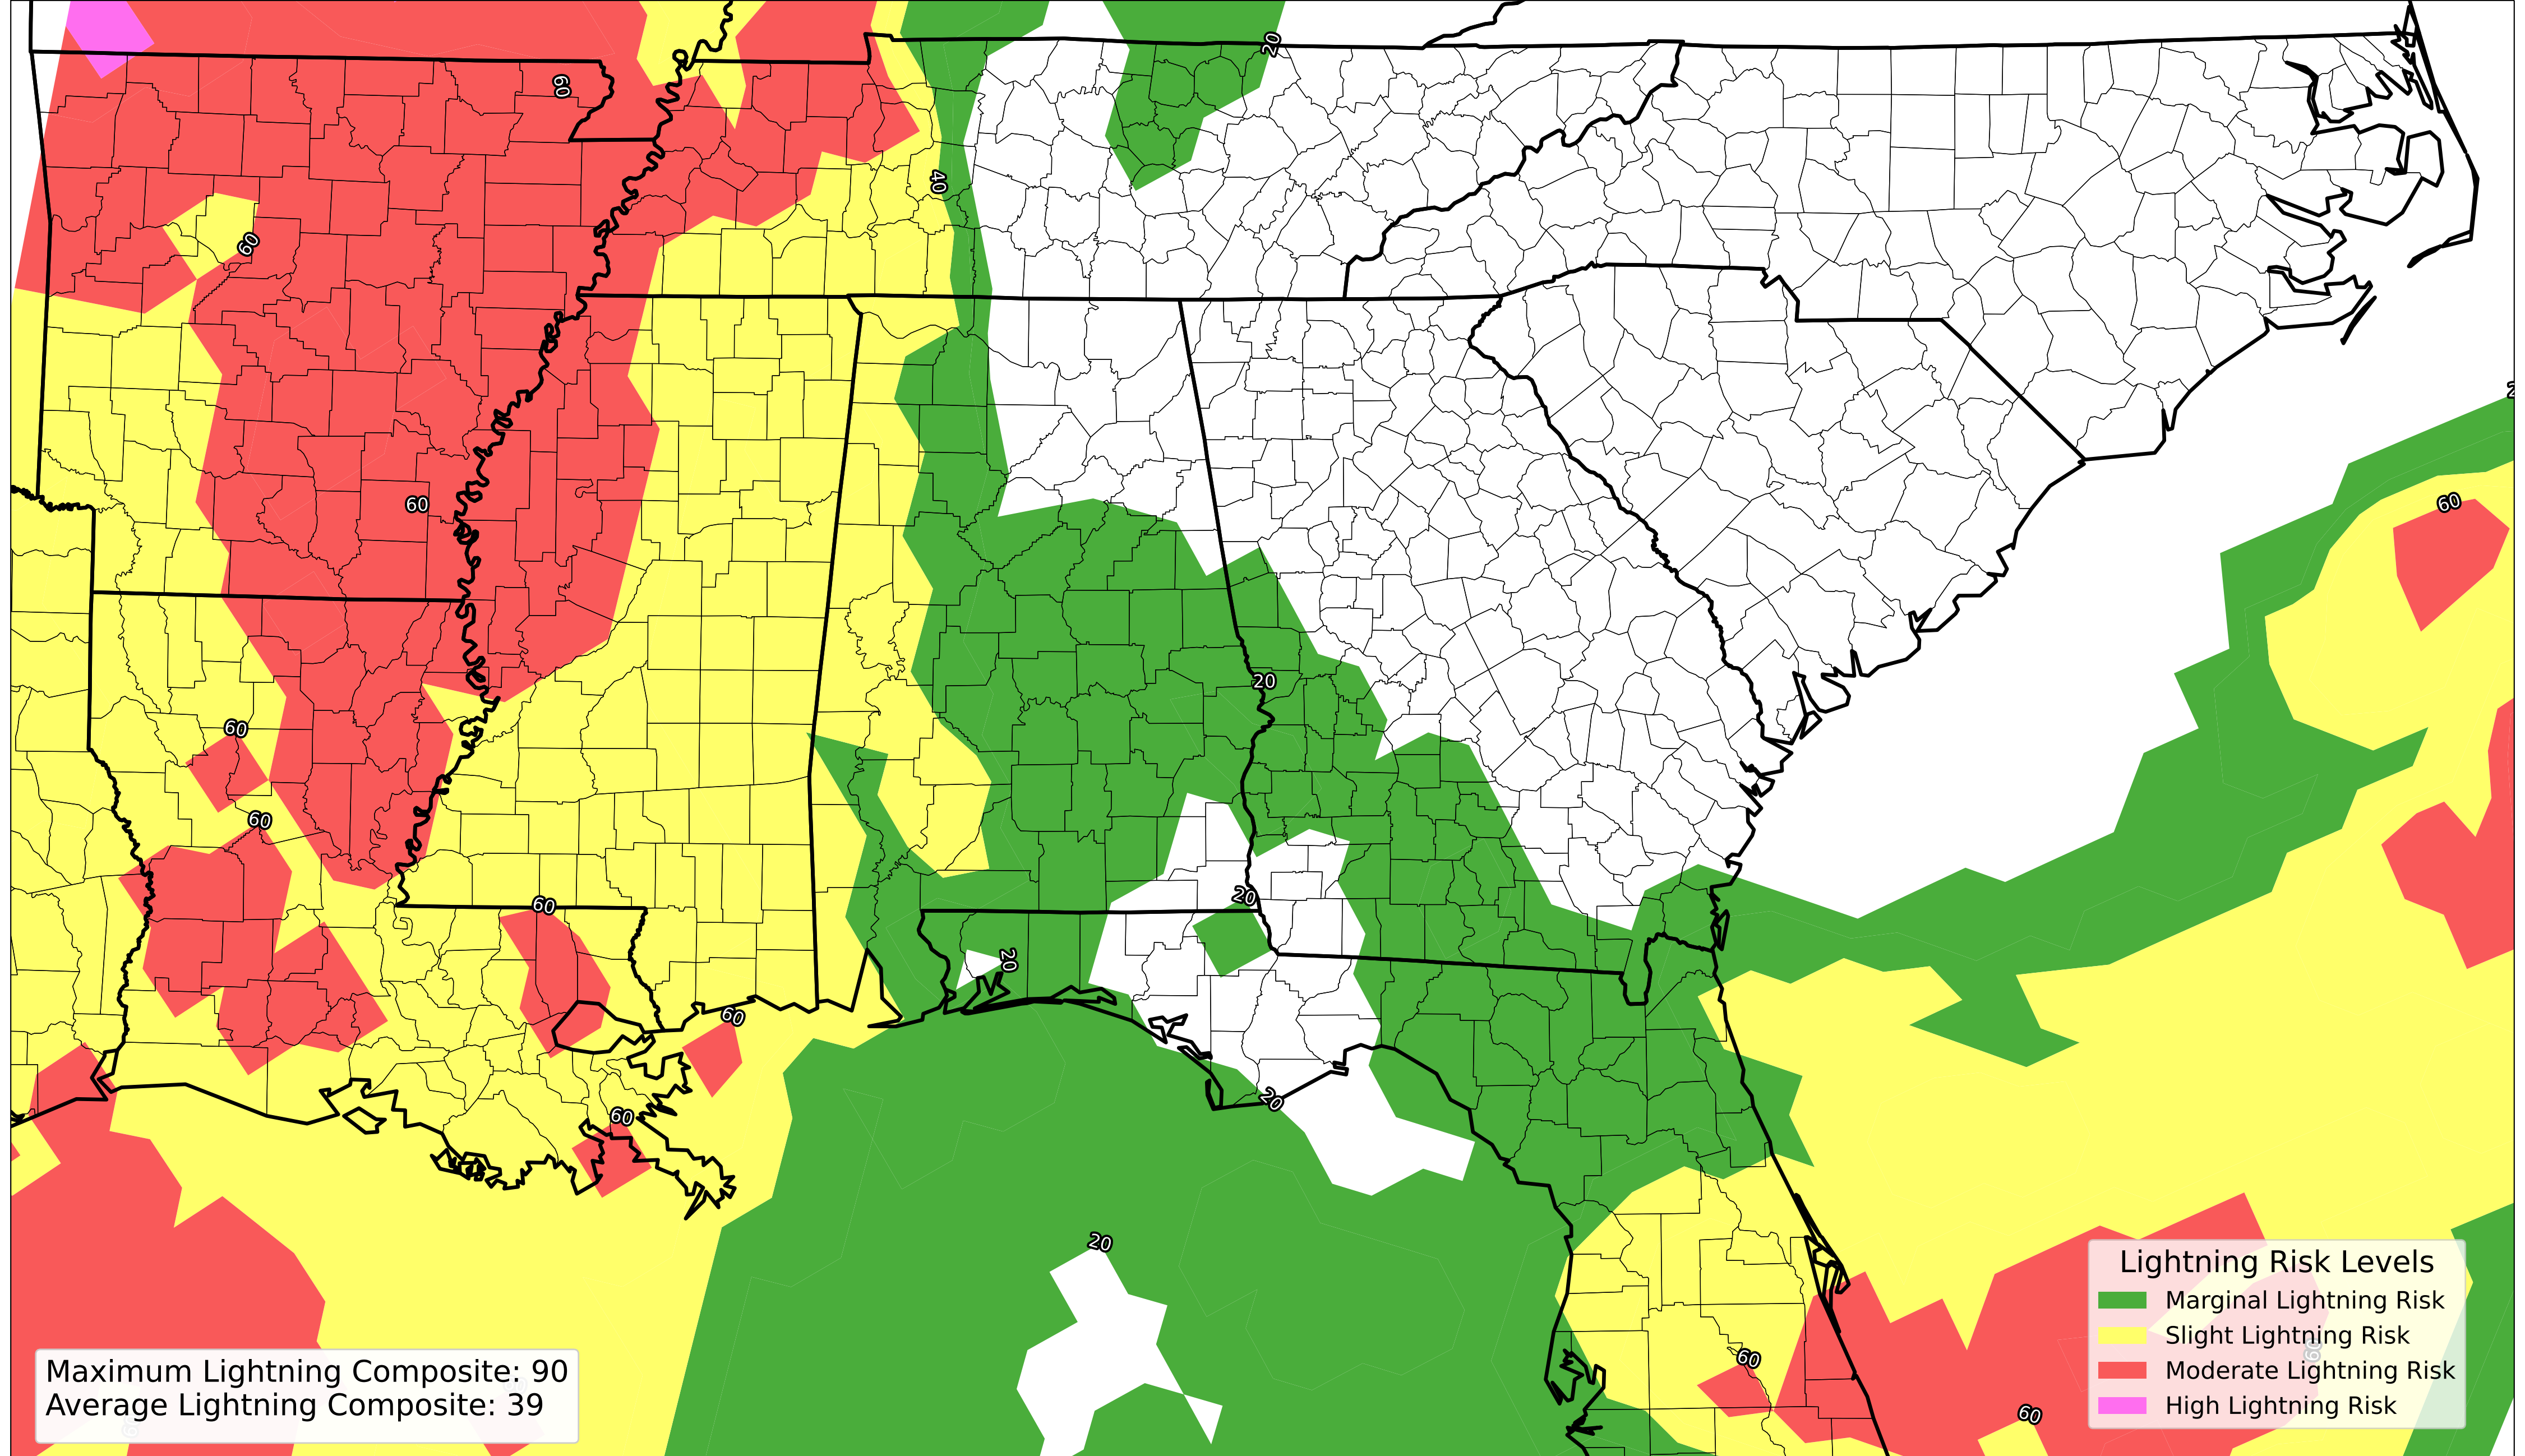 20
60
40
60
2
60
60
20
60
60
20
60
20
60
20
60
20
60
60
60
Lightning Risk Levels
Marginal Lightning Risk
Slight Lightning Risk
Moderate Lightning Risk
High Lightning Risk
Maximum Lightning Composite: 90
Average Lightning Composite: 39